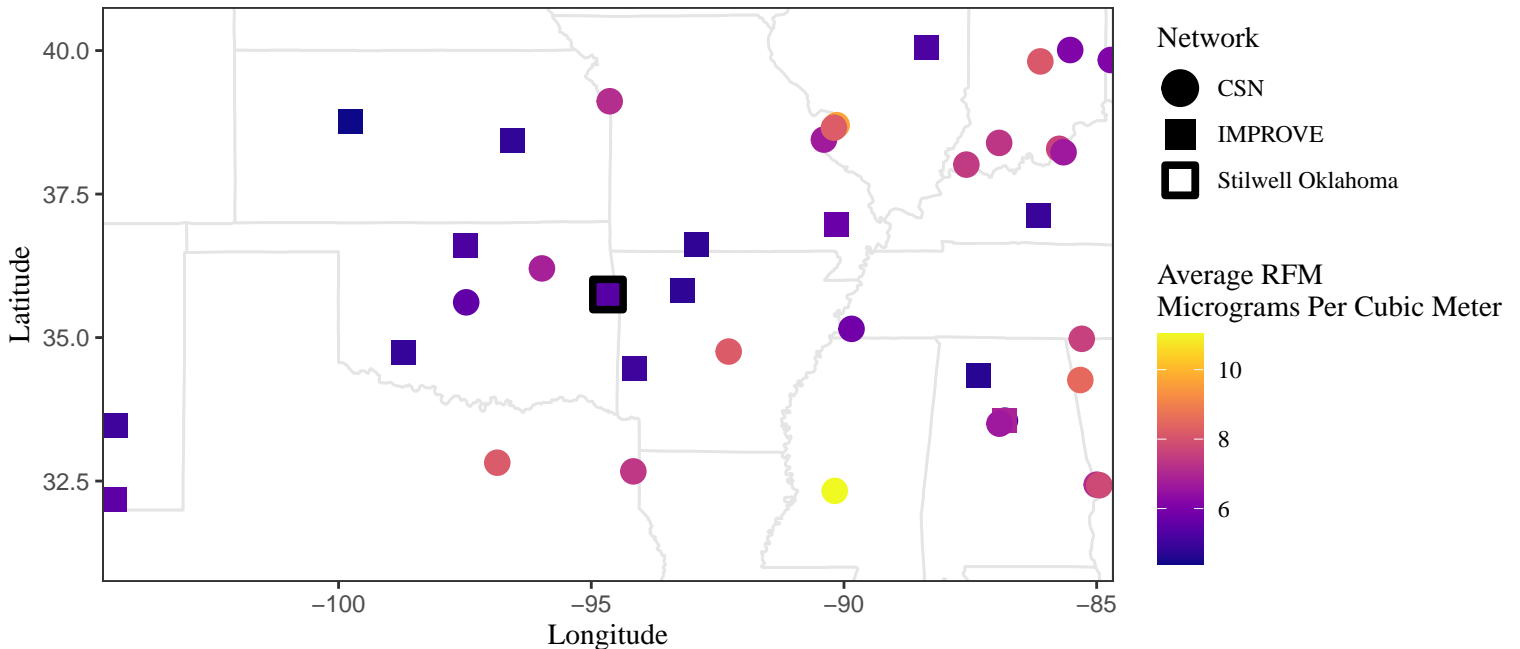 40.0
37.5
35.0
32.5
Latitude
−100
−95
−90
−85
Longitude
Network
CSN
IMPROVE
Stilwell Oklahoma
Average RFM
Micrograms Per Cubic Meter
10
8
6